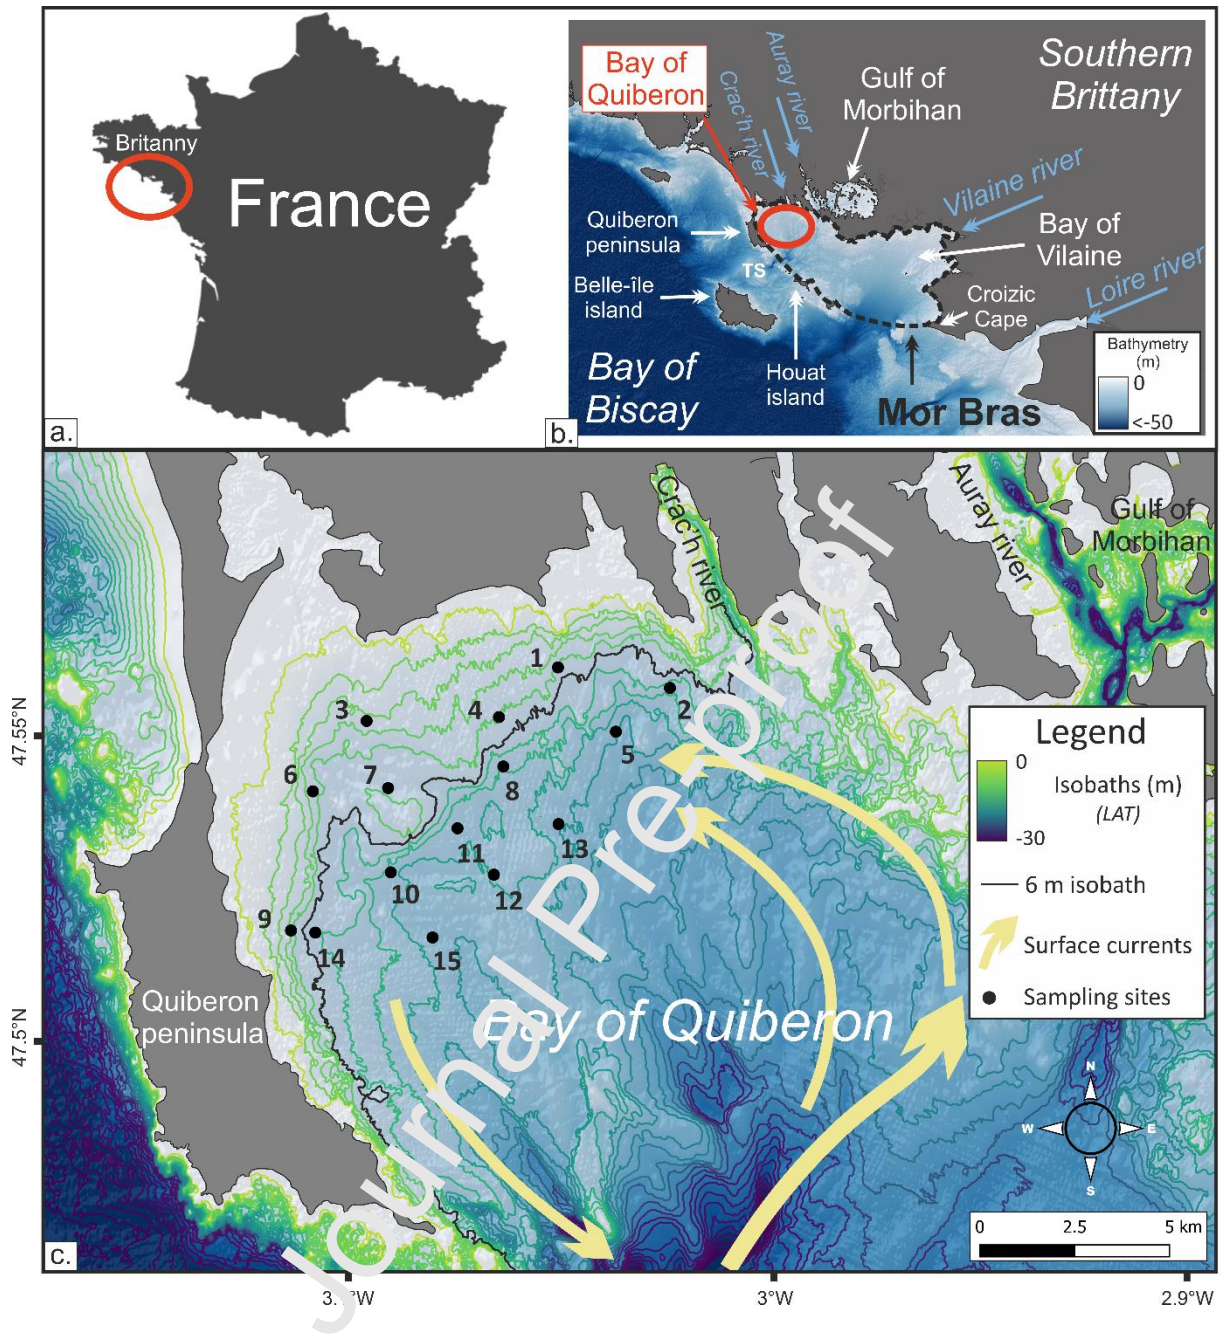 Britanny
France
a.
Bay of
Quiberon
Crac'h river
Auray river
Gulf of
Morbihan
Southern
Brittany
Vilaine river
Quiberon
peninsula
Bay of
Vilaine
TS
Belle-île
island
Croizic
Cape
Loire river
Bay of
Biscay
Houat
island
Mor Bras
Bathymetry
(m)
0
<-50
b.
Crac'h river
Auray river
Gulf of
Morbihan
1
2
3
4
5
6
7
8
9
10
11
12
13
14
15
47.55°N
47.5°N
Quiberon
peninsula
Bay of Quiberon
Legend
0
-30
Isobaths (m)
(LAT)
6 m isobath
Surface currents
Sampling sites
N
W
E
S
0
2.5
5 km
c.
3°W
2.9°W
Journal Pre-proof